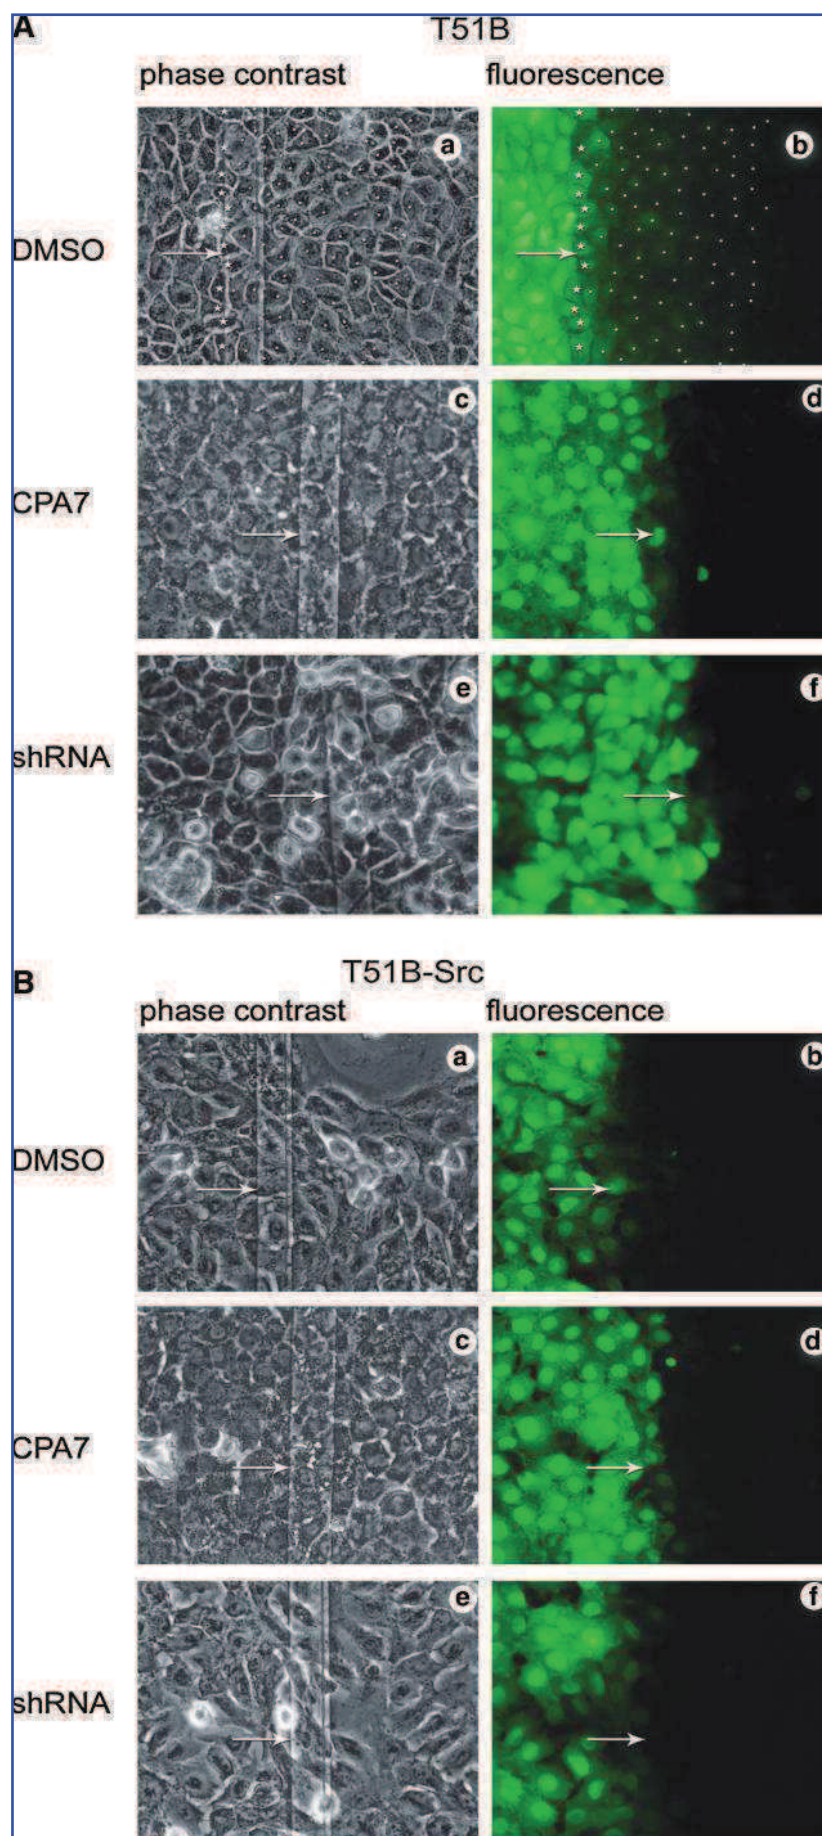 A
T51B
phase contrast fluorescence
DMSO
a
b
CPA7
c
d
shRNA
e
f
B
T51B-Src
phase contrast fluorescence
DMSO
a
b
CPA7
c
d
shRNA
e
f